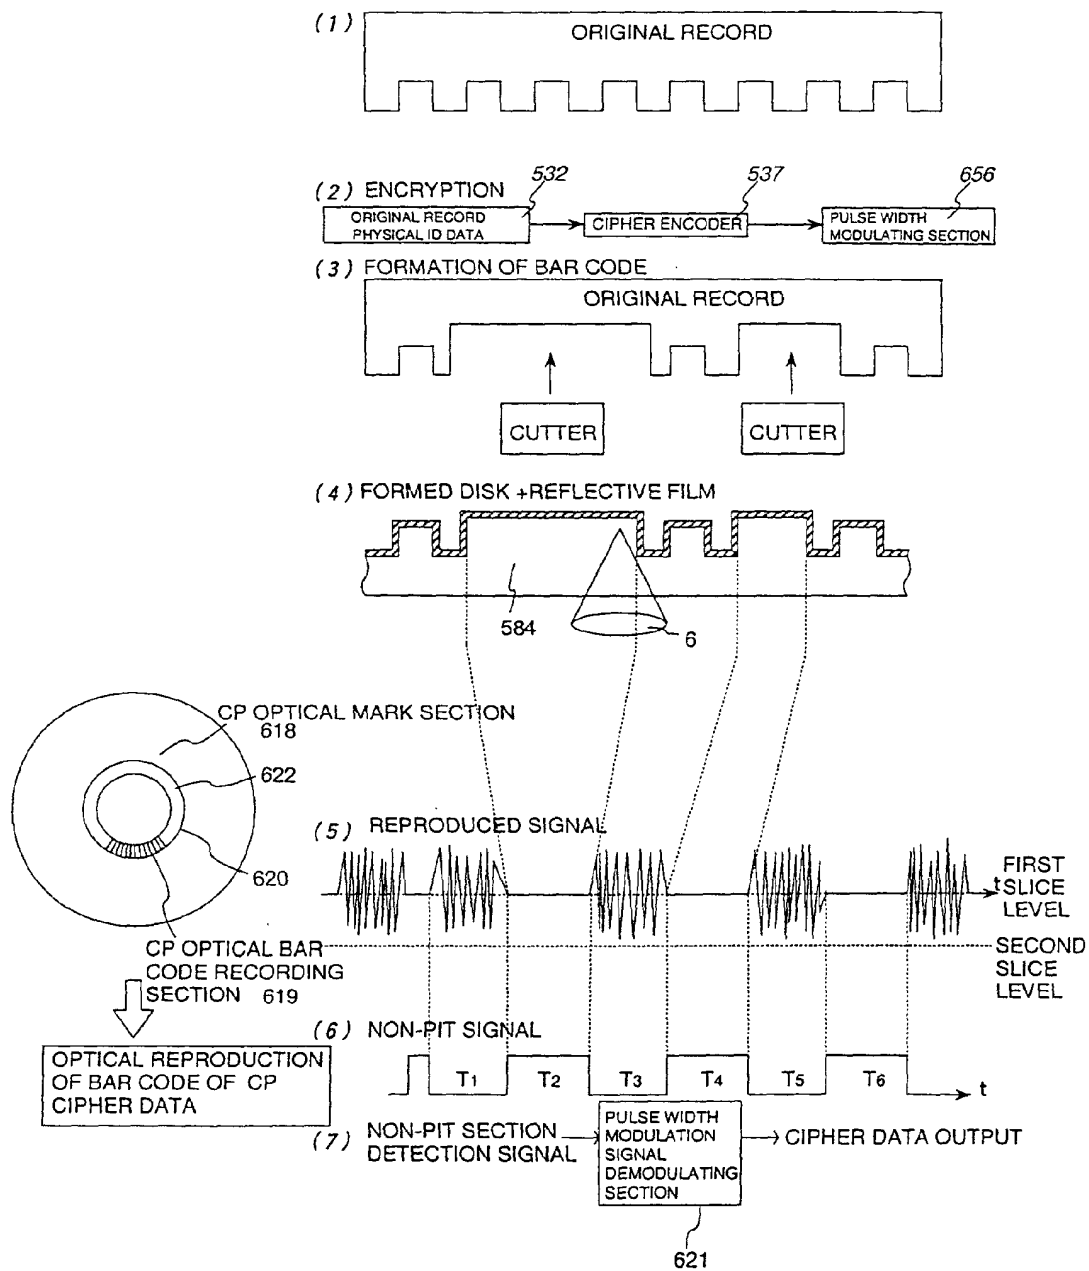 (1)
ORIGINAL RECORD
(2) ENCRYPTION
532
537
656
ORIGINAL RECORD
PHYSICAL ID DATA
CIPHER ENCODER
PULSE WIDTH
MODULATING SECTION
(3) FORMATION OF BAR CODE
ORIGINAL RECORD
CUTTER
CUTTER
(4) FORMED DISK +REFLECTIVE FILM
584
6
CP OPTICAL MARK SECTION
618
622
620
CP OPTICAL BAR
CODE RECORDING
SECTION 619
OPTICAL REPRODUCTION
OF BAR CODE OF CP
CIPHER DATA
(5) REPRODUCED SIGNAL
t
FIRST
SLICE
LEVEL
SECOND
SLICE
LEVEL
(6) NON-PIT SIGNAL
T1 T2 T3 T4 T5 T6
t
(7) NON-PIT SECTION
DETECTION SIGNAL
PULSE WIDTH
MODULATION
SIGNAL
DEMODULATING
SECTION
CIPHER DATA OUTPUT
621